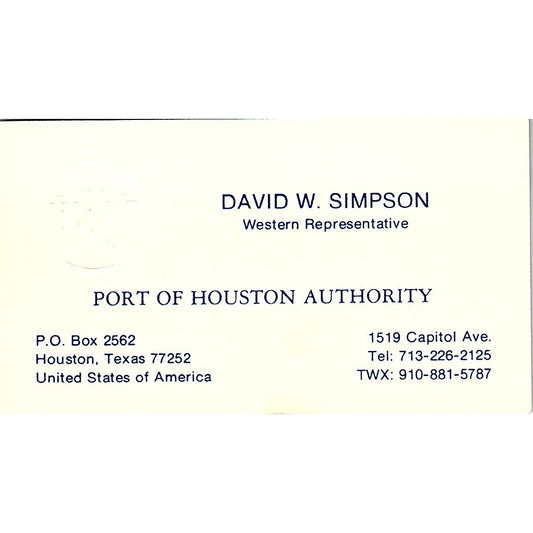 DAVID W. SIMPSON
Western Representative
PORT OF HOUSTON AUTHORITY
P.O. Box 2562
Houston, Texas 77252
United States of America
1519 Capitol Ave.
Tel: 713-226-2125
TWX: 910-881-5787